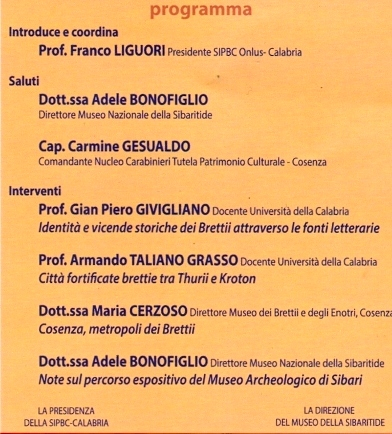 programma
Introduce e coordina
Prof. Franco LIGUORI Presidente SIPBC Onlus- Calabria
Saluti
Dott.ssa Adele BONOFIGLIO
Direttore Museo Nazionale della Sibaritide
Cap. Carmine GESUALDO
Comandante Nucleo Carabinieri Tutela Patrimonio Culturale - Cosenza
Interventi
Prof. Gian Piero GIVIGLIANO Docente Università della Calabria
Identità e vicende storiche dei Brettii attraverso le fonti letterarie
Prof. Armando TALIANO GRASSO Docente Università della Calabria
Città fortificate brettie tra Thurii e Kroton
Dott.ssa Maria CERZOSO Direttore Museo dei Brettii e degli Enotri, Cosenza
Cosenza, metropoli dei Brettii
Dott.ssa Adele BONOFIGLIO Direttore Museo Nazionale della Sibaritide
Note sul percorso espositivo del Museo Archeologico di Sibari
LA PRESIDENZA
DELLA SIPBC-CALABRIA
LA DIREZIONE
DEL MUSEO DELLA SIBARITIDE